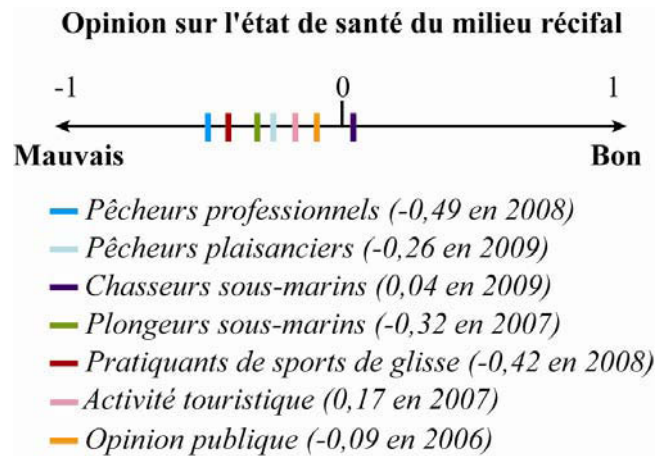 Opinion sur l'état de santé du milieu récifal
-1 0 1
Mauvais Bon
Pêcheurs professionnels (-0,49 en 2008)
Pêcheurs plaisanciers (-0,26 en 2009)
Chasseurs sous-marins (0,04 en 2009)
Plongeurs sous-marins (-0,32 en 2007)
Pratiquants de sports de glisse (-0,42 en 2008)
Activité touristique (0,17 en 2007)
Opinion publique (-0,09 en 2006)